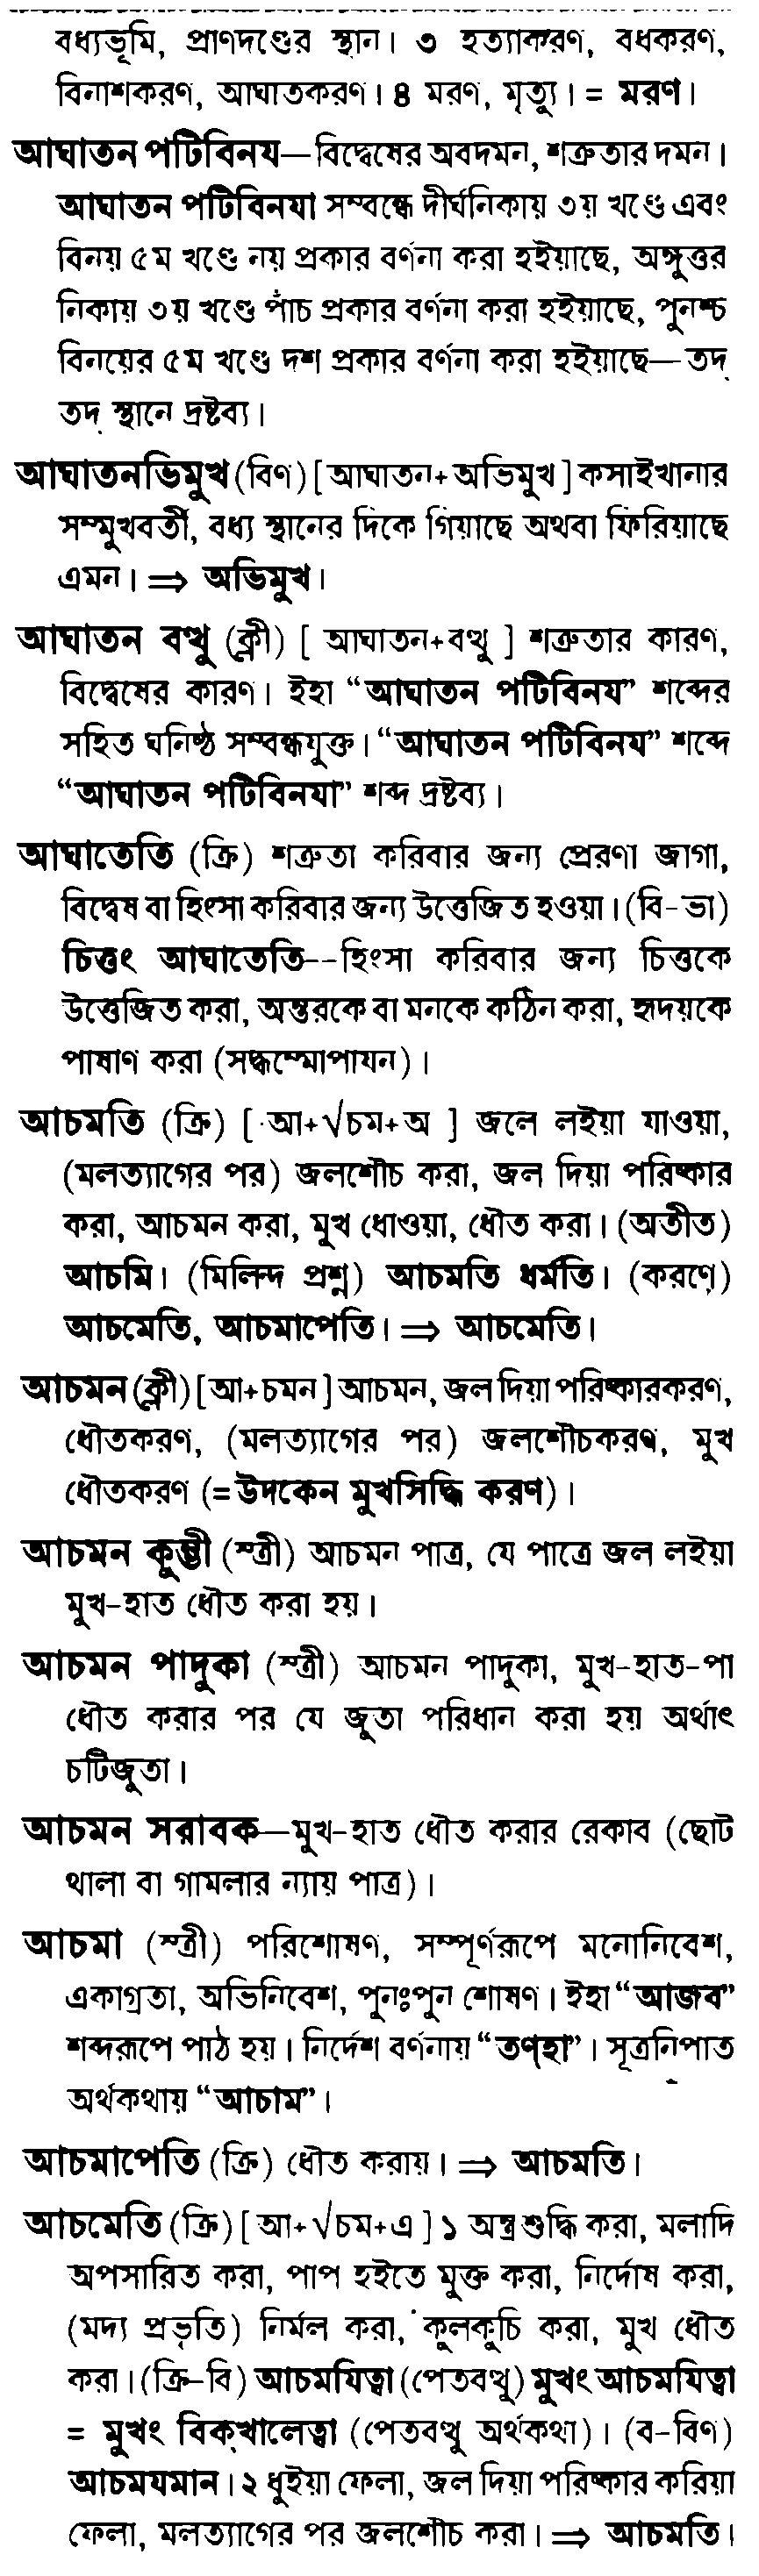 বধ্যভূমি, প্রাণদণ্ডের স্থান। ৩ হত্যাকরণ, বধকরণ,
বিনাশকরণ, আঘাতকরণ। ৪ মরণ, মৃত্যু। = মরণ।
আঘাতন পটিবিনয—বিদ্বেষের অবদমন, শত্রুতার দমন।
আঘাতন পটিবিনযা সম্বন্ধে দীর্ঘনিকায় ৩য় খণ্ডে এবং
বিনয় ৫ম খণ্ডে নয় প্রকার বর্ণনা করা হইয়াছে, অঙ্গুত্তর
নিকায় ৩য় খণ্ডে পাঁচ প্রকার বর্ণনা করা হইয়াছে, পুনশ্চ
বিনয়ের ৫ম খণ্ডে দশ প্রকার বর্ণনা করা হইয়াছে—তদ্
তদ্ স্থানে দ্রষ্টব্য।
আঘাতনভিমুখ (বিণ) [ আঘাতন+অভিমুখ ] কসাইখানার
সম্মুখবর্তী, বধ্য স্থানের দিকে গিয়াছে অথবা ফিরিয়াছে
এমন। ⇒ অভিমুখ।
আঘাতন বত্থু (ক্লী) [ আঘাতন+বত্থু ] শত্রুতার কারণ,
বিদ্বেষের কারণ। ইহা “আঘাতন পটিবিনয” শব্দের
সহিত ঘনিষ্ঠ সম্বন্ধযুক্ত। “আঘাতন পটিবিনম” শব্দে
“আঘাতন পটিবিনযা” শব্দ দ্রষ্টব্য।
আঘাতেতি (ক্রি) শত্রুতা করিবার জন্য প্রেরণা জাগা,
বিদ্বেষ বা হিংসা করিবার জন্য উত্তেজিত হওয়া। (বি-ভা)
চিত্তং আঘাতেতি--হিংসা করিবার জন্য চিত্তকে
উত্তেজিত করা, অন্তরকে বা মনকে কঠিন করা, হৃদয়কে
পাষাণ করা (সদ্ধম্মোপাযন)।
আচমতি (ক্রি) [ আ+√চম+অ ] জলে লইয়া যাওয়া,
(মলত্যাগের পর) জলশৌচ করা, জল দিয়া পরিষ্কার
করা, আচমন করা, মুখ ধোওয়া, ধৌত করা। (অতীত)
আচমি। (মিলিন্দ প্রশ্ন) আচমতি ধর্মতি। (করণে)
আচমেতি, আচমাপেতি। ⇒ আচমেতি।
আচমন (ক্লী) [ আ+চমন ] আচমন, জল দিয়া পরিষ্কারকরণ,
ধৌতকরণ, (মলত্যাগের পর) জলশৌচকরণ, মুখ
ধৌতকরণ (=উদকেন মুখসিদ্ধি করণ)।
আচমন কুম্ভী (স্ত্রী) আচমন পাত্র, যে পাত্রে জল লইয়া
মুখ-হাত ধৌত করা হয়।
আচমন পাদুকা (স্ত্রী) আচমন পাদুকা, মুখ-হাত-পা
ধৌত করার পর যে জুতা পরিধান করা হয় অর্থাৎ
চটিজুতা।
আচমন সরাবক—মুখ-হাত ধৌত করার রেকাব (ছোট
থালা বা গামলার ন্যায় পাত্র)।
আচমা (স্ত্রী) পরিশোষণ, সম্পূর্ণরূপে মনোনিবেশ,
একাগ্রতা, অভিনিবেশ, পুনঃপুন শোষণ। ইহা “আজব”
শব্দরূপে পাঠ হয়। নির্দেশ বর্ণনায় “তণ্হা”। সূত্রনিপাত
অর্থকথায় “আচাম”।
আচমাপেতি (ক্রি) ধৌত করায়। ⇒ আচমতি।
আচমেতি (ক্রি) [ আ+√চম+এ ] ১ অন্ত্র শুদ্ধি করা, মলাদি
অপসারিত করা, পাপ হইতে মুক্ত করা, নির্দোষ করা,
(মদ্য প্রভৃতি) নির্মল করা, কুলকুচি করা, মুখ ধৌত
করা। (ক্রি-বি) আচমযিত্বা (পেতবত্থু) মুখং আচমযিত্বা
= মুখং বিক্খালেত্বা (পেতবত্থু অর্থকথা)। (ব-বিণ)
আচমযমান। ২ ধুইয়া ফেলা, জল দিয়া পরিষ্কার করিয়া
ফেলা, মলত্যাগের পর জলশৌচ করা। ⇒ আচমতি।